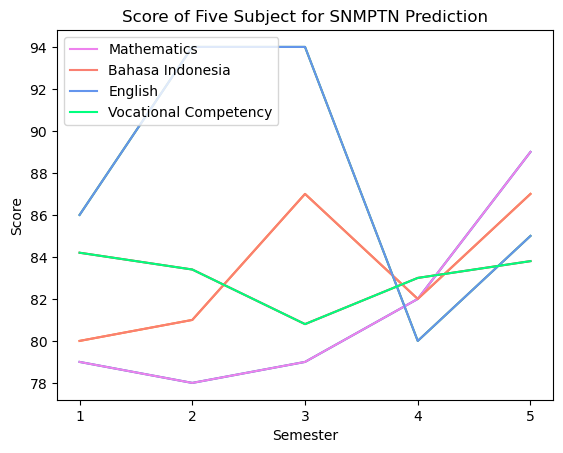 Score of Five Subject for SNMPTN Prediction
Mathematics
Bahasa Indonesia
English
Vocational Competency
94
92
90
88
86
84
82
80
78
Score
1 2 3 4 5
Semester